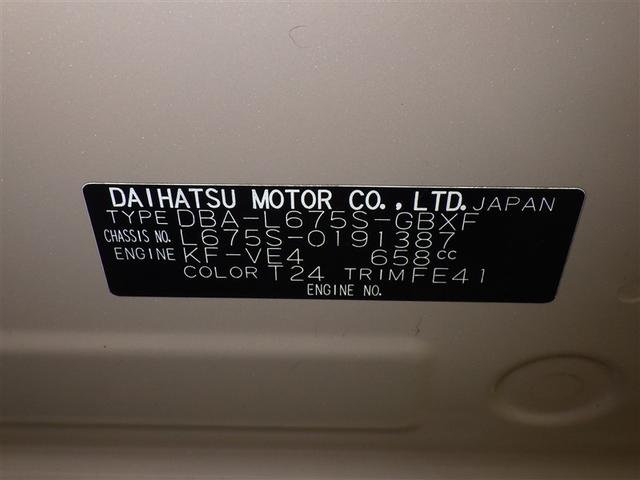 DAIHATSU MOTOR CO., LTD. JAPAN
TYPE DBA-L675S-GBXF
CHASSIS NO. L675S-0191387
ENGINE KF-VE4 658cc
COLOR T24 TRIM FE41
ENGINE NO.